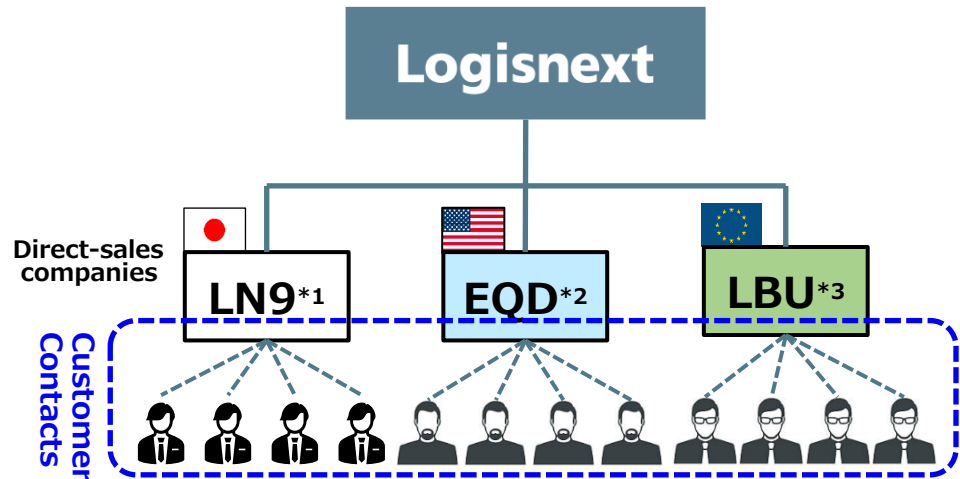 Logisnext
Direct-sales
companies
LN9*1
EQD*2
LBU*3
Customer
Contacts